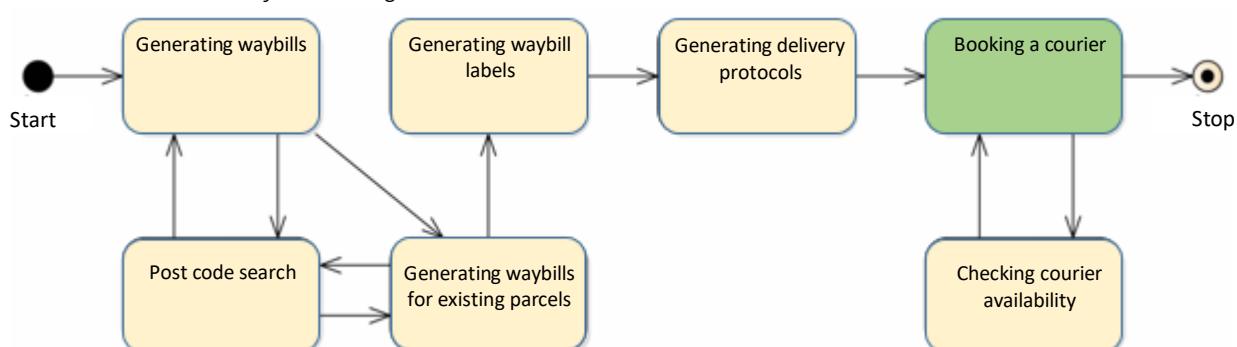 Generating waybills
Generating waybill
labels
Generating delivery
protocols
Booking a courier
Start
Stop
Post code search
Generating waybills
for existing parcels
Checking courier
availability